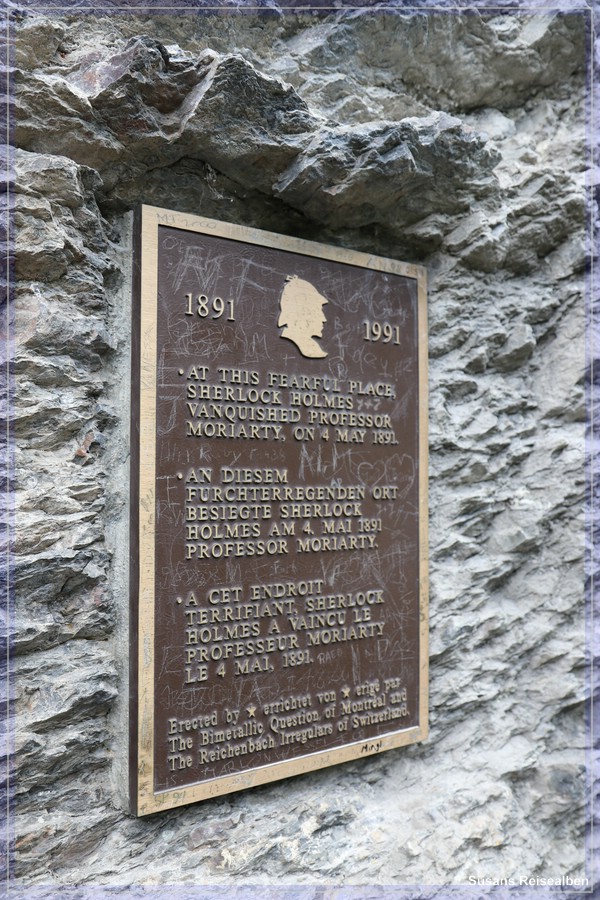 1891
1991
•AT THIS FEARFUL PLACE,
SHERLOCK HOLMES
VANQUISHED PROFESSOR
MORIARTY, ON 4 MAY 1891.
•AN DIESEM
FURCHTERREGENDEN ORT
BESIEGTE SHERLOCK
HOLMES AM 4. MAI 1891
PROFESSOR MORIARTY.
•A CET ENDROIT
TERRIFIANT, SHERLOCK
HOLMES A VAINCU LE
PROFESSEUR MORIARTY
LE 4 MAI, 1891.
Erected by ★ errichtet von ★ erigé par
The Bimetallic Question of Montréal and
The Reichenbach Irregulars of Switzerland.
Susans Reisealben